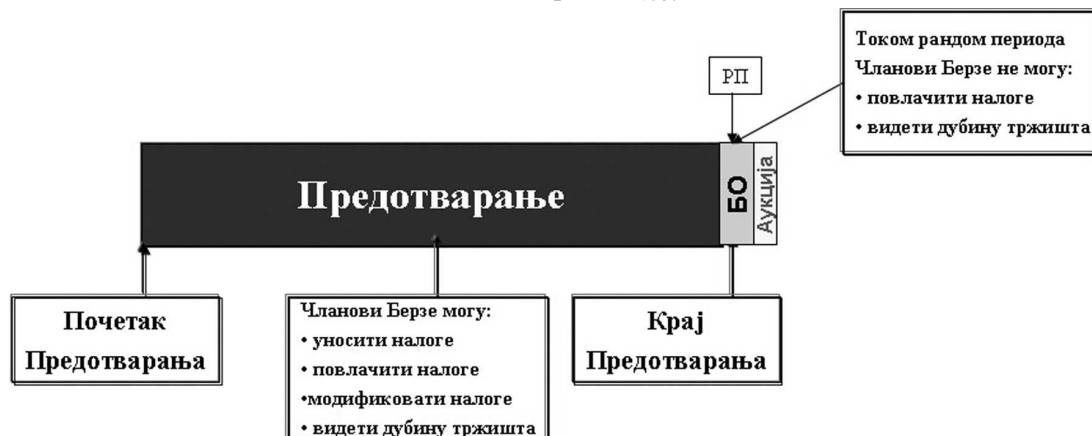 Током рандом периода
Чланови Берзе не могу:
• повлачити налоге
• видети дубину тржишта
РП
Предотварање
БО
Аукција
Почетак
Предотварања
Чланови Берзе могу:
• уносити налоге
• повлачити налоге
•модификовати налоге
• видети дубину тржишта
Крај
Предотварања